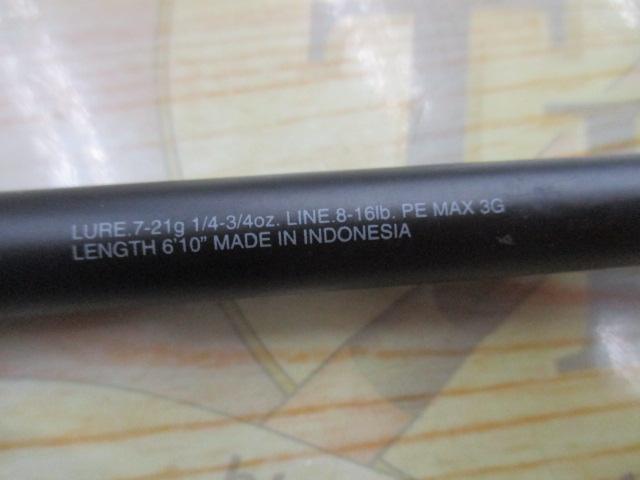 LURE.7-21g 1/4-3/4oz. LINE.8-16lb. PE MAX 3G
LENGTH 6'10" MADE IN INDONESIA